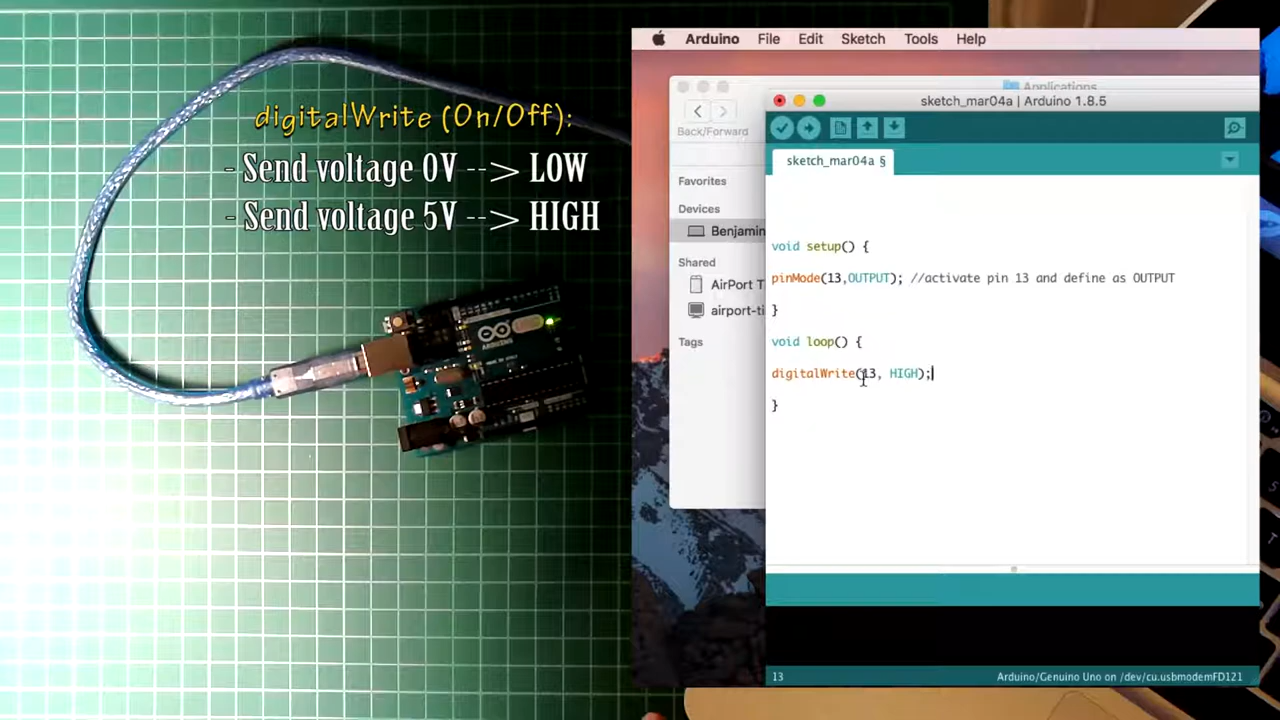 digitalWrite (On/Off):
- Send voltage 0V --> LOW
- Send voltage 5V --> HIGH
ARDUINO
Arduino File Edit Sketch Tools Help
Applications
Back/Forward
Favorites
Devices
Benjamin
Shared
AirPort T
airport-ti
Tags
sketch_mar04a | Arduino 1.8.5
sketch_mar04a §
void setup() {
pinMode(13,OUTPUT); //activate pin 13 and define as OUTPUT
}
void loop() {
digitalWrite(13, HIGH);
}
13
Arduino/Genuino Uno on /dev/cu.usbmodemFD121